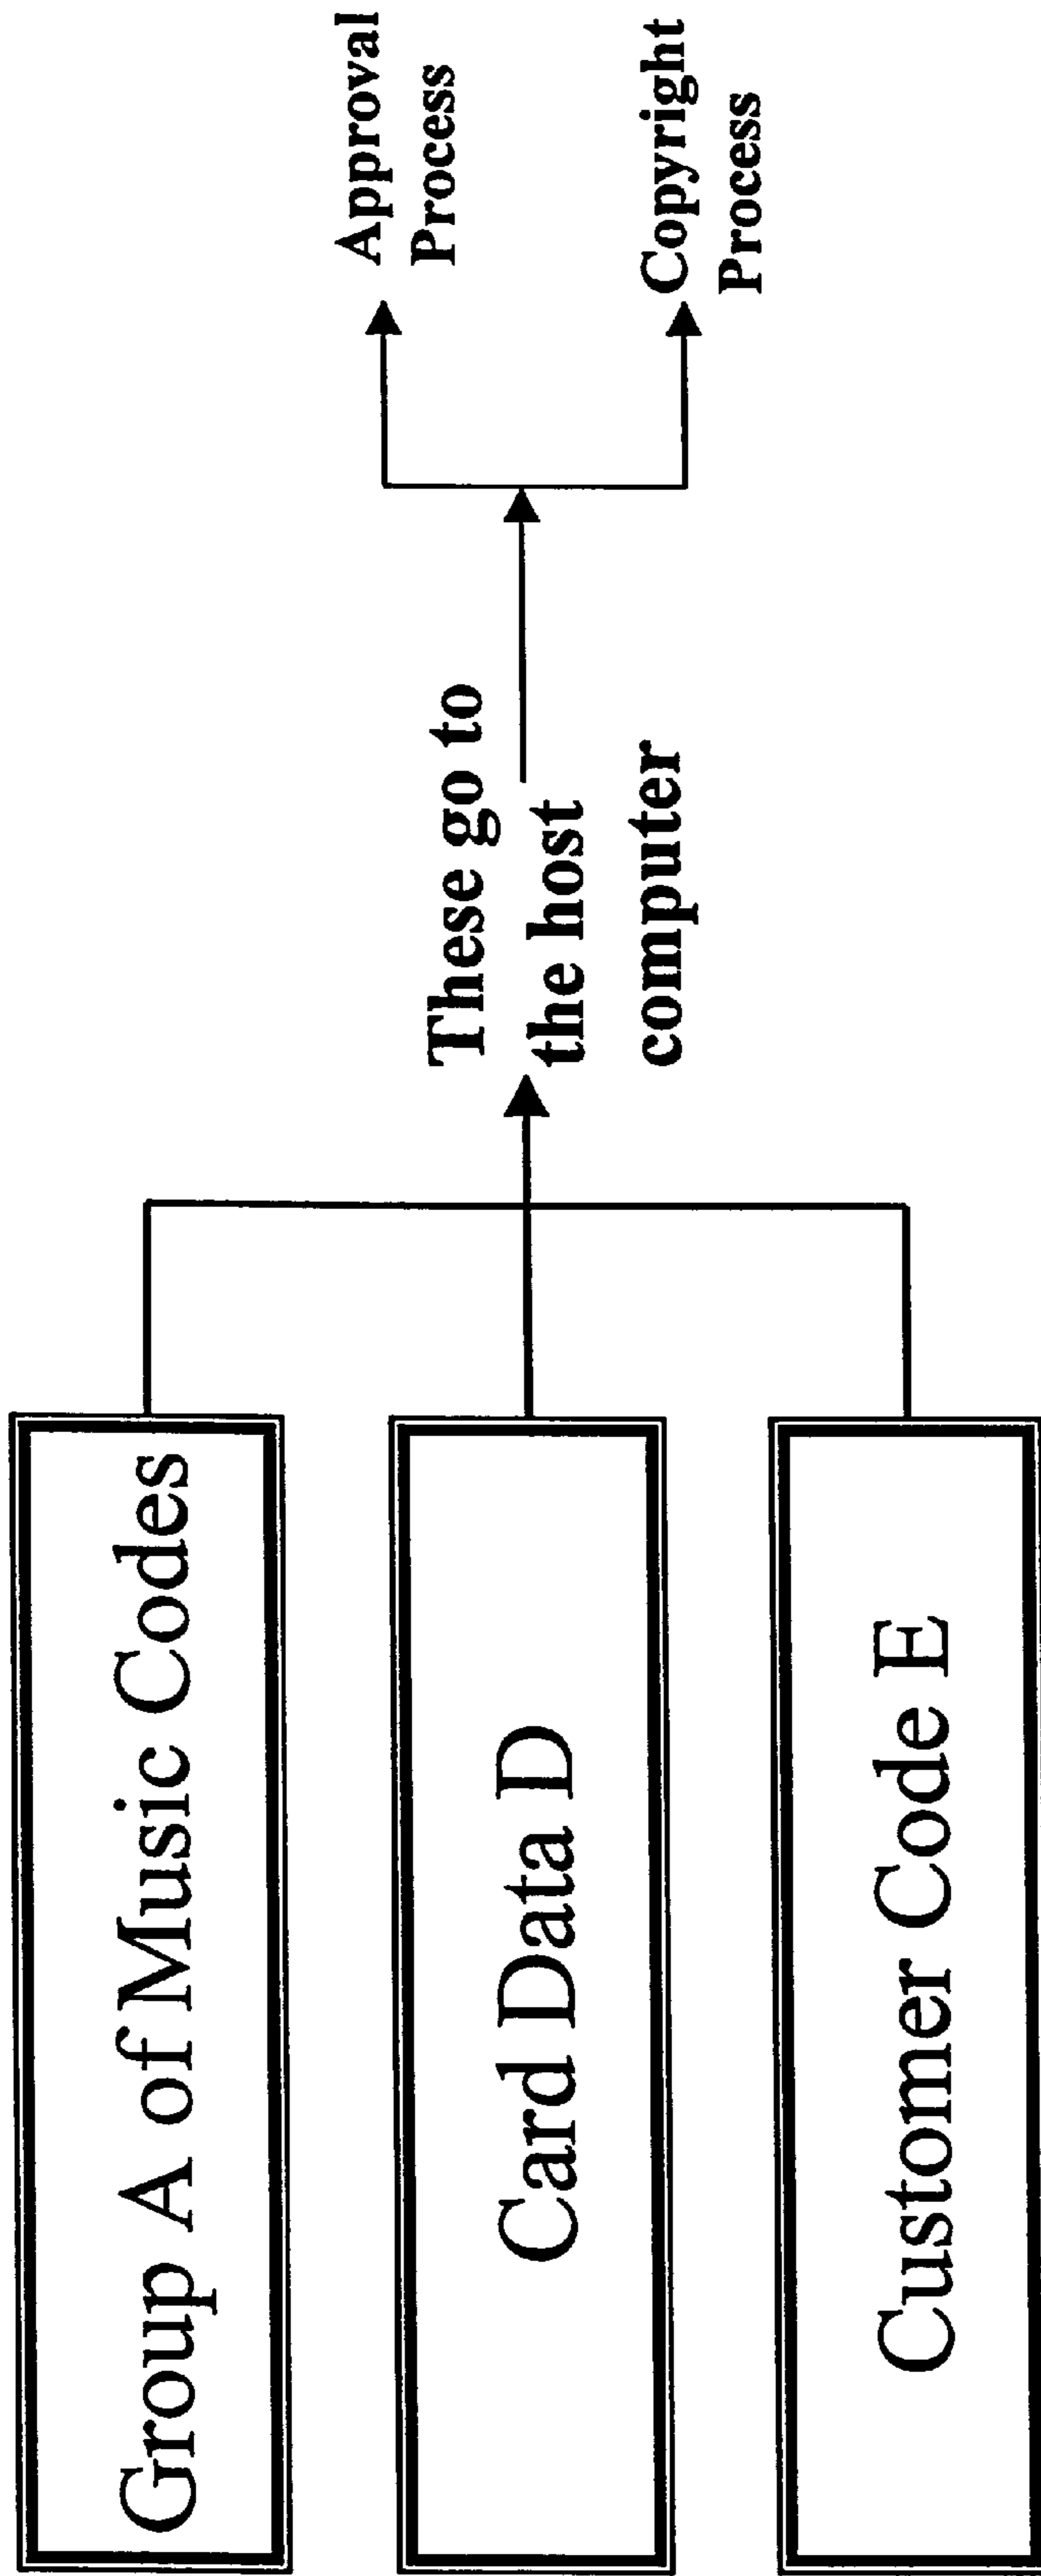 Group A of Music Codes
Card Data D
Customer Code E
These go to
the host
computer
Approval
Process
Copyright
Process